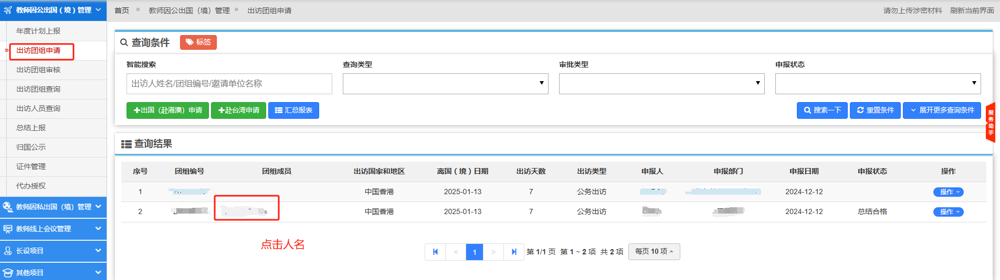 教师因公出国（境）管理
首页 » 教师因公出国（境）管理 » 出访团组申请
请勿上传涉密材料 刷新当前界面
年度计划上报
» 出访团组申请
出访团组审核
出访团组查询
出访人员查询
总结上报
归国公示
证件管理
代办授权
教师因私出国（境）管理
教师线上会议管理
长设项目
其他项目
查询条件 标签
智能搜索 查询类型 审批类型 申报状态
出访人姓名/团组编号/邀请单位名称
+出国（赴港澳）申请 +赴台湾申请 汇总报表 搜索一下 重置条件 展开更多查询条件
服务助手
查询结果
序号 团组编号 团组成员 出访国家和地区 离国（境）日期 出访天数 出访类型 申报人 申报部门 申报日期 申报状态 操作
1 中国香港 2025-01-13 7 公务出访 2024-12-12 操作
2 中国香港 2025-01-13 7 公务出访 2024-12-12 总结合格 操作
点击人名
« 1 » 第 1/1 页 第 1 ~ 2 项 共 2 项 每页 10 项